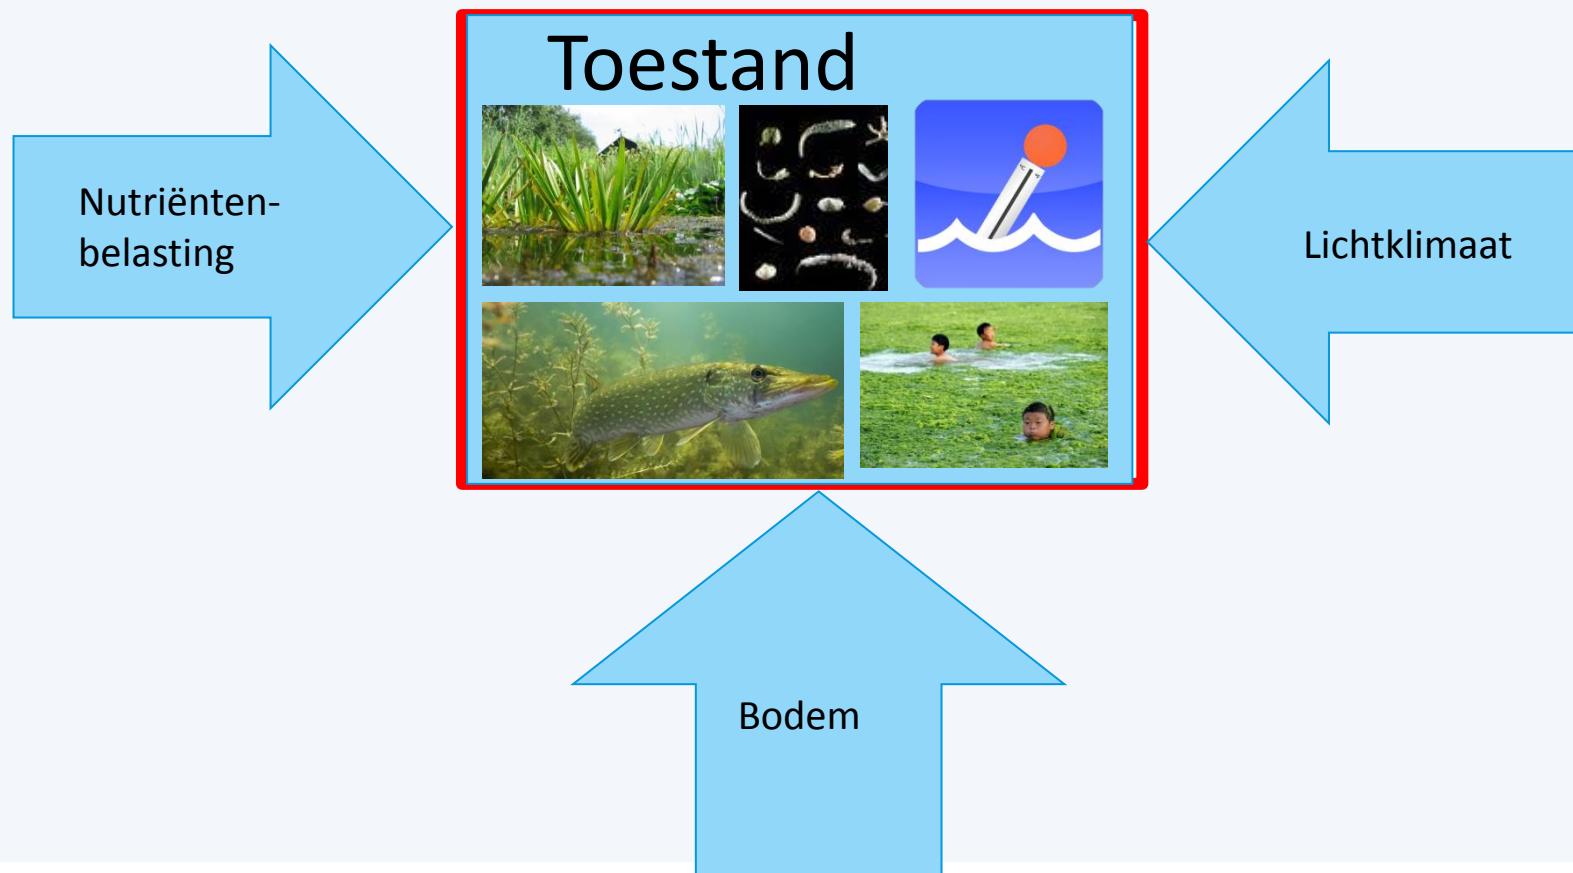 Toestand
Nutriënten-
belasting
Lichtklimaat
Bodem